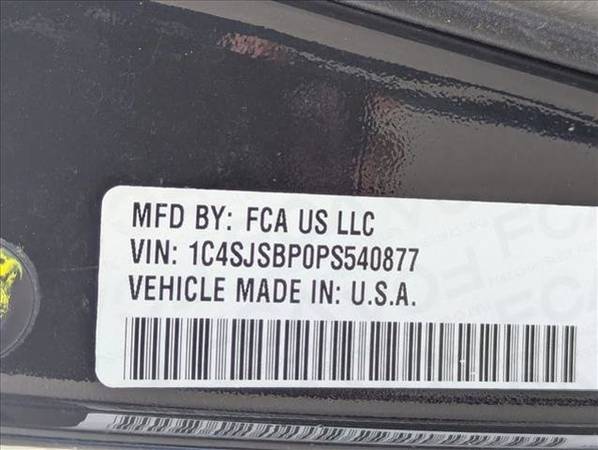 MFD BY: FCA US LLC
VIN: 1C4SJSBP0PS540877
VEHICLE MADE IN: U.S.A.